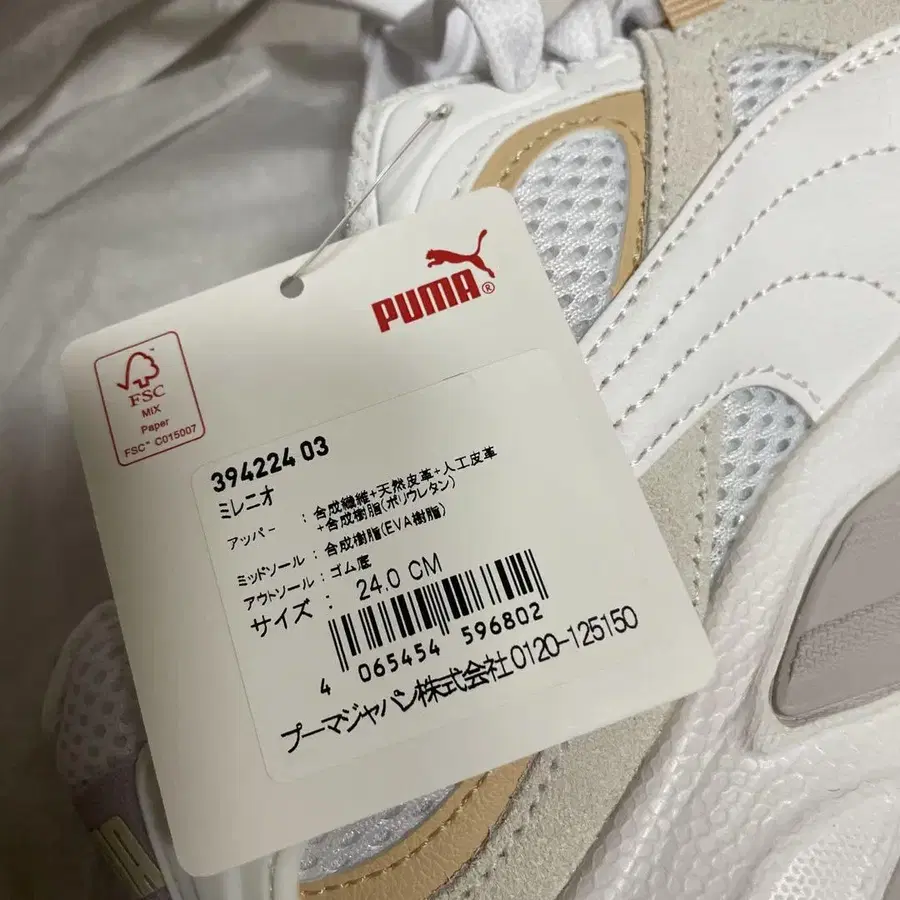 PUMA®
FSC
MIX
Paper
FSC™ C015007
394224 03
ミレニオ
アッパー : 合成繊維+天然皮革+人工皮革
+合成樹脂(ポリウレタン)
ミッドソール : 合成樹脂(EVA樹脂)
アウトソール : ゴム底
サイズ : 24.0 CM
4 065454 596802
プーマジャパン株式会社 0120-125150